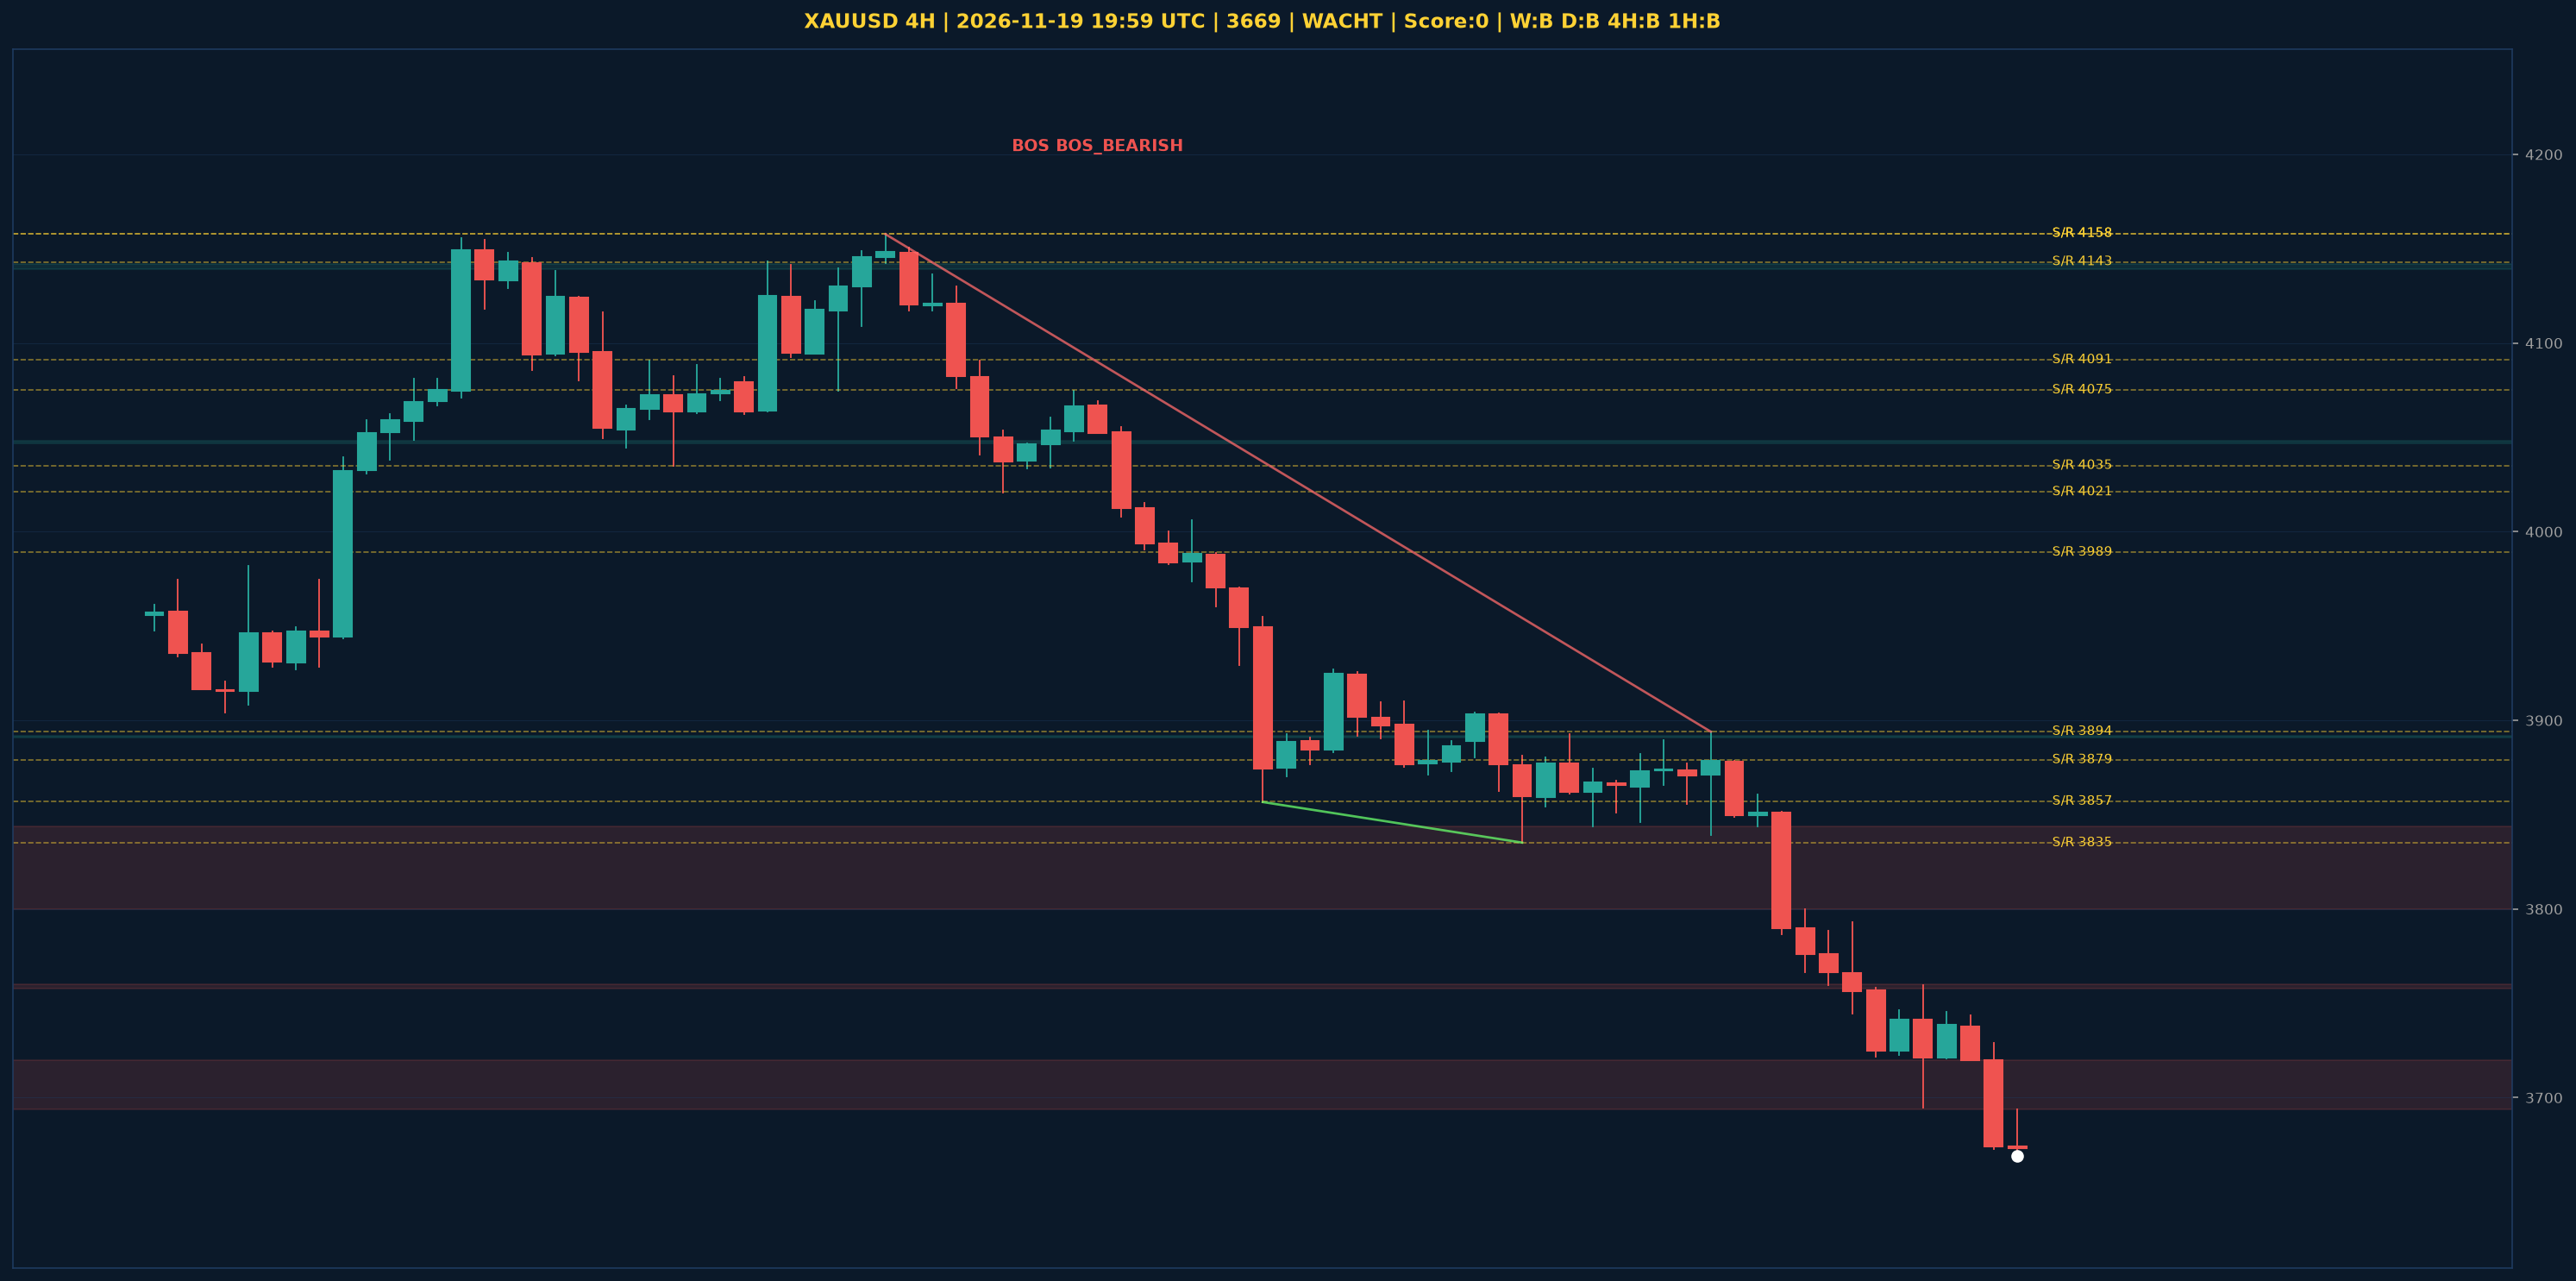 XAUUSD 4H | 2026-11-19 19:59 UTC | 3669 | WACHT | Score:0 | W:B D:B 4H:B 1H:B
BOS BOS_BEARISH
4200
S/R 4158
S/R 4143
4100
S/R 4091
S/R 4075
S/R 4035
S/R 4021
4000
S/R 3989
3900
S/R 3894
S/R 3879
S/R 3857
S/R 3835
3800
3700